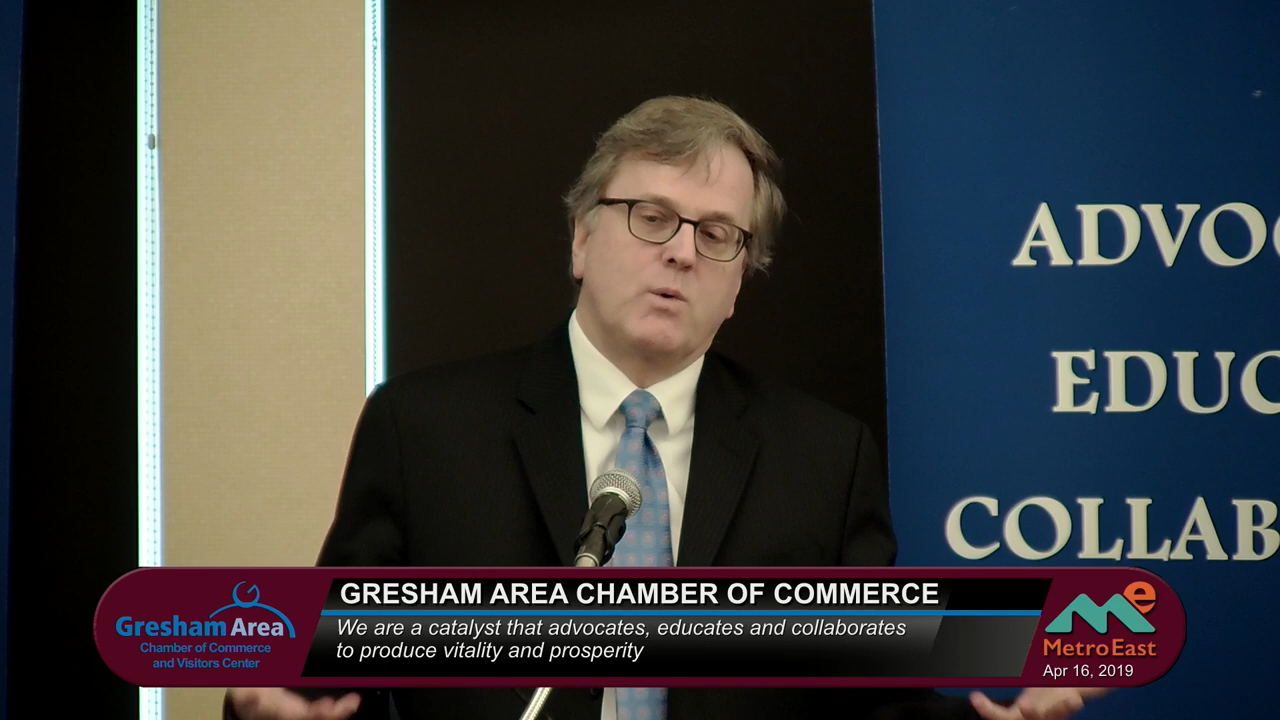 ADVOC
EDUC
COLLAB
GRESHAM AREA CHAMBER OF COMMERCE
We are a catalyst that advocates, educates and collaborates
to produce vitality and prosperity
Gresham Area
Chamber of Commerce
and Visitors Center
Me
MetroEast
Apr 16, 2019